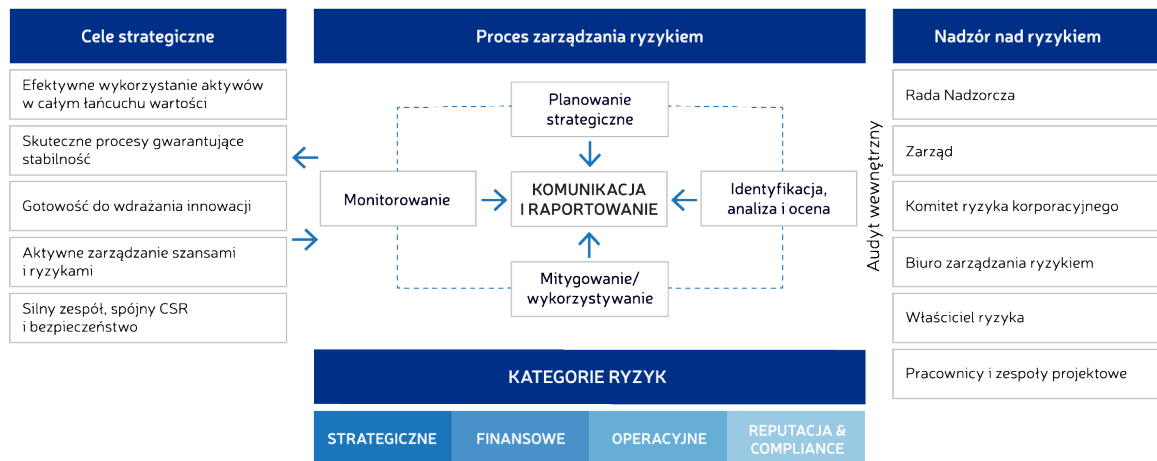 Cele strategiczne
Efektywne wykorzystanie aktywów
w całym łańcuchu wartości
Skuteczne procesy gwarantujące
stabilność
Gotowość do wdrażania innowacji
Aktywne zarządzanie szansami
i ryzykami
Silny zespół, spójny CSR
i bezpieczeństwo
Proces zarządzania ryzykiem
Planowanie
strategiczne
Monitorowanie
KOMUNIKACJA
I RAPORTOWANIE
Identyfikacja,
analiza i ocena
Mitygowanie/
wykorzystywanie
KATEGORIE RYZYK
STRATEGICZNE
FINANSOWE
OPERACYJNE
REPUTACJA &
COMPLIANCE
Audyt wewnętrzny
Nadzór nad ryzykiem
Rada Nadzorcza
Zarząd
Komitet ryzyka korporacyjnego
Biuro zarządzania ryzykiem
Właściciel ryzyka
Pracownicy i zespoły projektowe